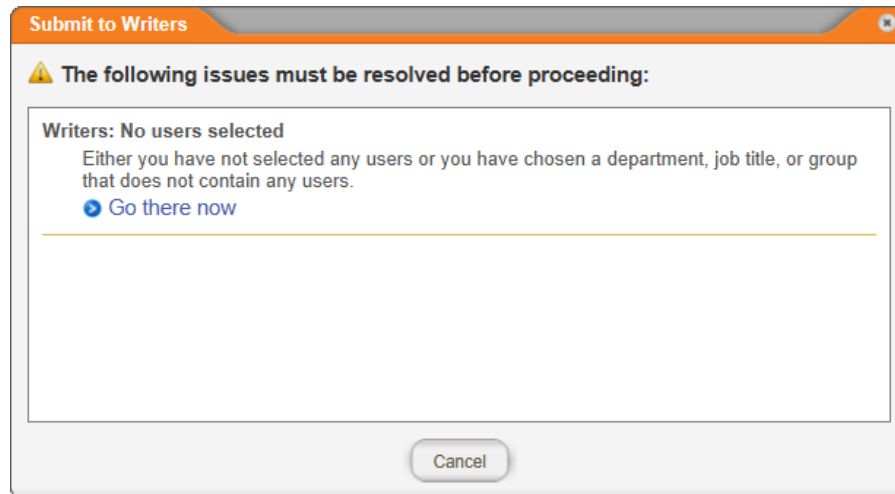 Submit to Writers
The following issues must be resolved before proceeding:
Writers: No users selected
Either you have not selected any users or you have chosen a department, job title, or group
that does not contain any users.
Go there now
Cancel